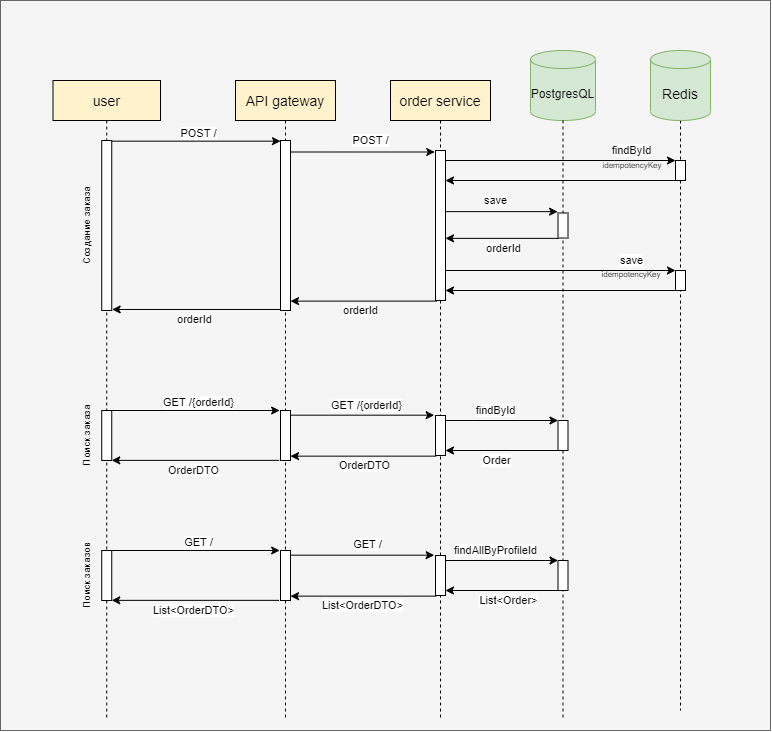 user
API gateway
order service
PostgresQL
Redis
Создание заказа
POST /
POST /
findById
idempotencyKey
save
orderId
save
idempotencyKey
orderId
orderId
Поиск заказа
GET /{orderId}
GET /{orderId}
findById
Order
OrderDTO
OrderDTO
Поиск заказов
GET /
GET /
findAllByProfileId
List<Order>
List<OrderDTO>
List<OrderDTO>